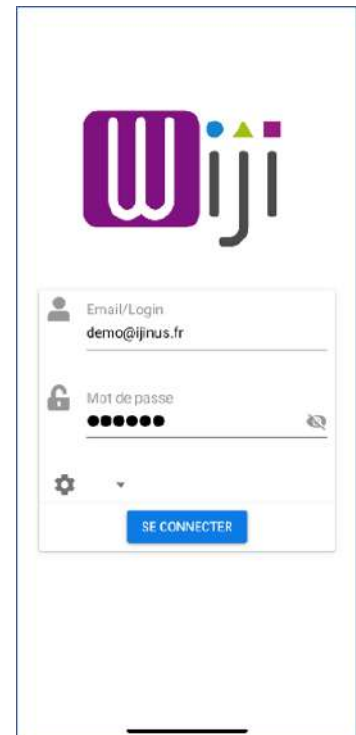 Wiji
Email/Login
demo@ijinus.fr
Mot de passe
●●●●●●
SE CONNECTER